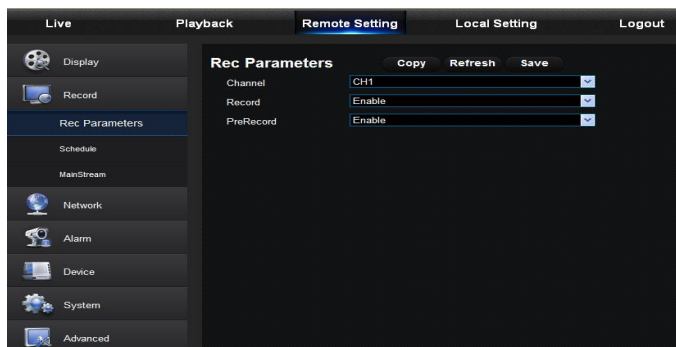 Live Playback Remote Setting Local Setting Logout
Display
Record
Rec Parameters
Schedule
MainStream
Network
Alarm
Device
System
Advanced
Rec Parameters Copy Refresh Save
Channel CH1
Record Enable
PreRecord Enable